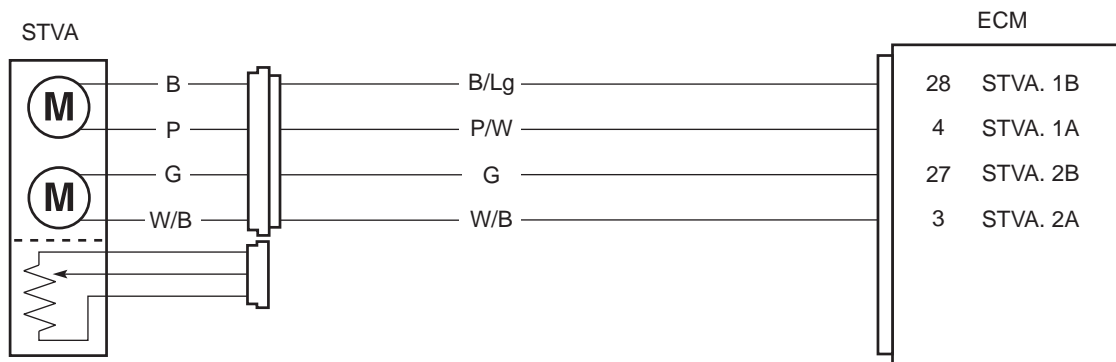 STVA
ECM
M
B
B/Lg
28 STVA. 1B
P
P/W
4 STVA. 1A
M
G
G
27 STVA. 2B
W/B
W/B
3 STVA. 2A